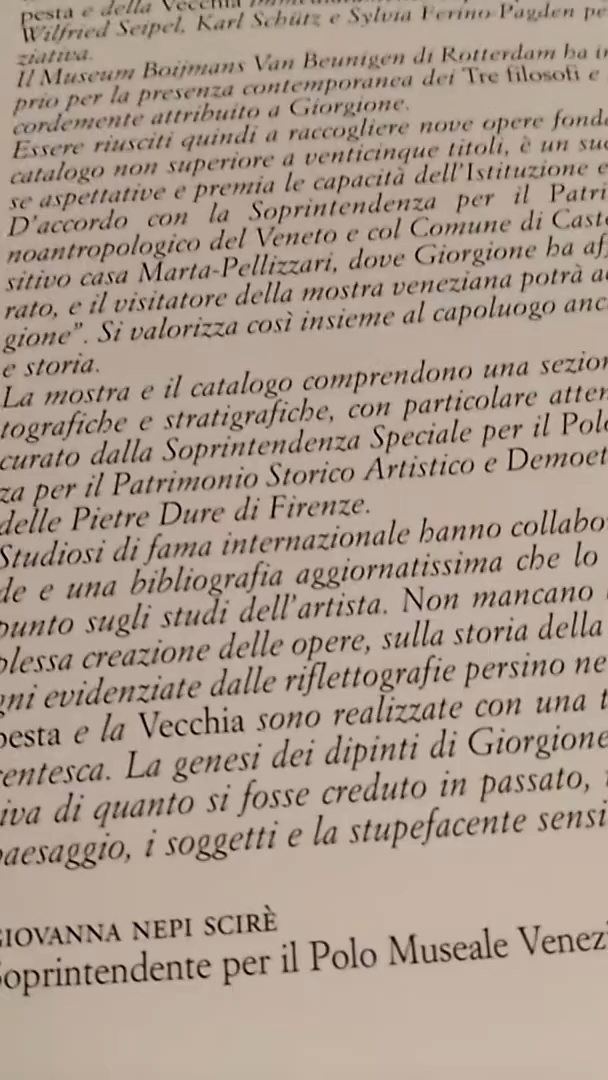 pesta e della Vecchia
Wilfried Seipel, Karl Schütz e Sylvia Ferino-Pagden pe
ziativa.
Il Museum Boijmans Van Beunigen di Rotterdam ha in
prio per la presenza contemporanea dei Tre filosofi e
cordemente attribuito a Giorgione.
Essere riusciti quindi a raccogliere nove opere fonda
catalogo non superiore a venticinque titoli, è un suc
se aspettative e premia le capacità dell'Istituzione e
D'accordo con la Soprintendenza per il Patri
noantropologico del Veneto e col Comune di Caste
sitivo casa Marta-Pellizzari, dove Giorgione ha af
rato, e il visitatore della mostra veneziana potrà a
gione". Si valorizza così insieme al capoluogo anc
e storia.
La mostra e il catalogo comprendono una sezion
tografiche e stratigrafiche, con particolare atten
curato dalla Soprintendenza Speciale per il Polo
za per il Patrimonio Storico Artistico e Demoet
delle Pietre Dure di Firenze.
Studiosi di fama internazionale hanno collabo
de e una bibliografia aggiornatissima che lo
punto sugli studi dell'artista. Non mancano
plessa creazione delle opere, sulla storia della
gni evidenziate dalle riflettografie persino ne
pesta e la Vecchia sono realizzate con una t
rentesca. La genesi dei dipinti di Giorgione
iva di quanto si fosse creduto in passato,
paesaggio, i soggetti e la stupefacente sensi
GIOVANNA NEPI SCIRÈ
Soprintendente per il Polo Museale Venezi